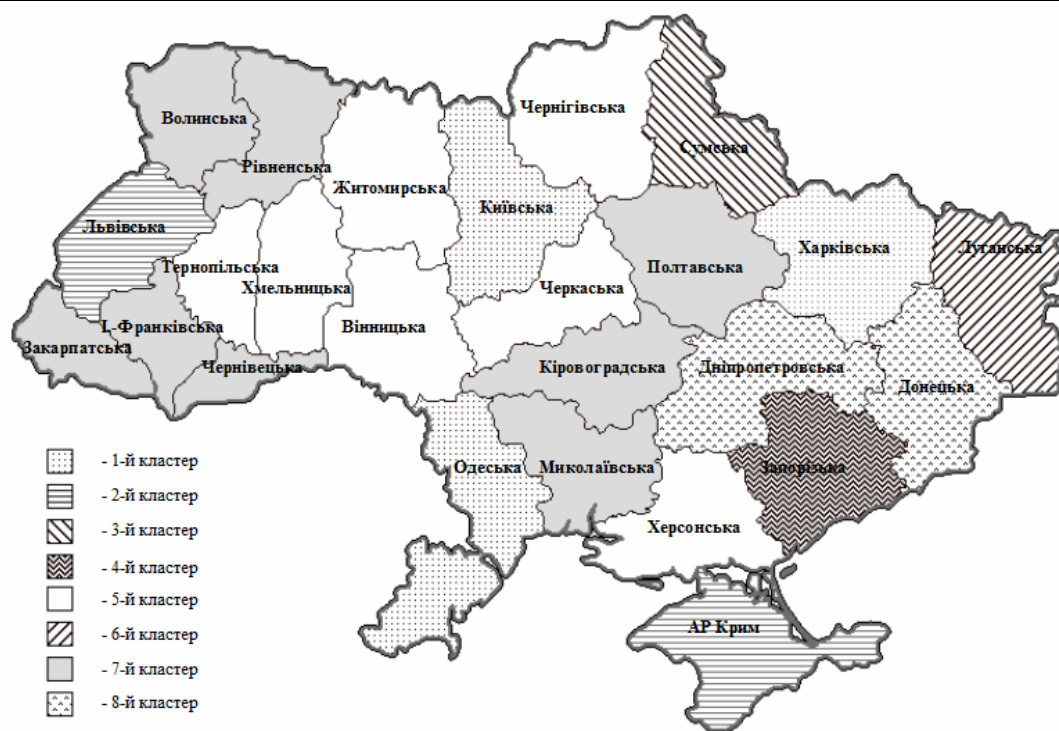 Чернігівська
Волинська
Сумська
Рівненська
Житомирська
Київська
Львівська
Харківська
Луганська
Тернопільська
Полтавська
Хмельницька
Черкаська
І-Франківська
Вінницька
Закарпатська
Чернівецька
Кіровоградська
Дніпропетровська
Донецька
Одеська
Миколаївська
Запорізька
Херсонська
АР Крим
- 1-й кластер
- 2-й кластер
- 3-й кластер
- 4-й кластер
- 5-й кластер
- 6-й кластер
- 7-й кластер
- 8-й кластер